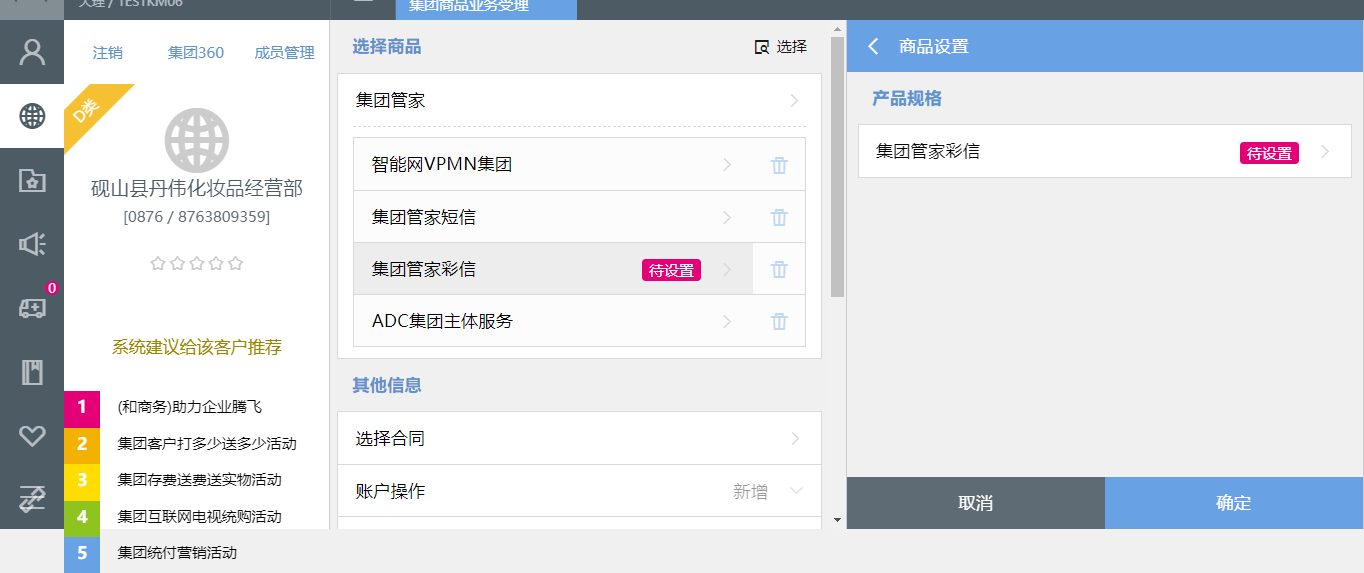 大理 / TESTKM06
集团商品业务受理
注销 集团360 成员管理
D类
砚山县丹伟化妆品经营部
[0876 / 8763809359]
0
系统建议给该客户推荐
1 (和商务)助力企业腾飞
2 集团客户打多少送多少活动
3 集团存费送费送实物活动
4 集团互联网电视统购活动
5 集团统付营销活动
选择商品 选择
集团管家
智能网VPMN集团
集团管家短信
集团管家彩信 待设置
ADC集团主体服务
其他信息
选择合同
账户操作 新增
商品设置
产品规格
集团管家彩信 待设置
取消 确定